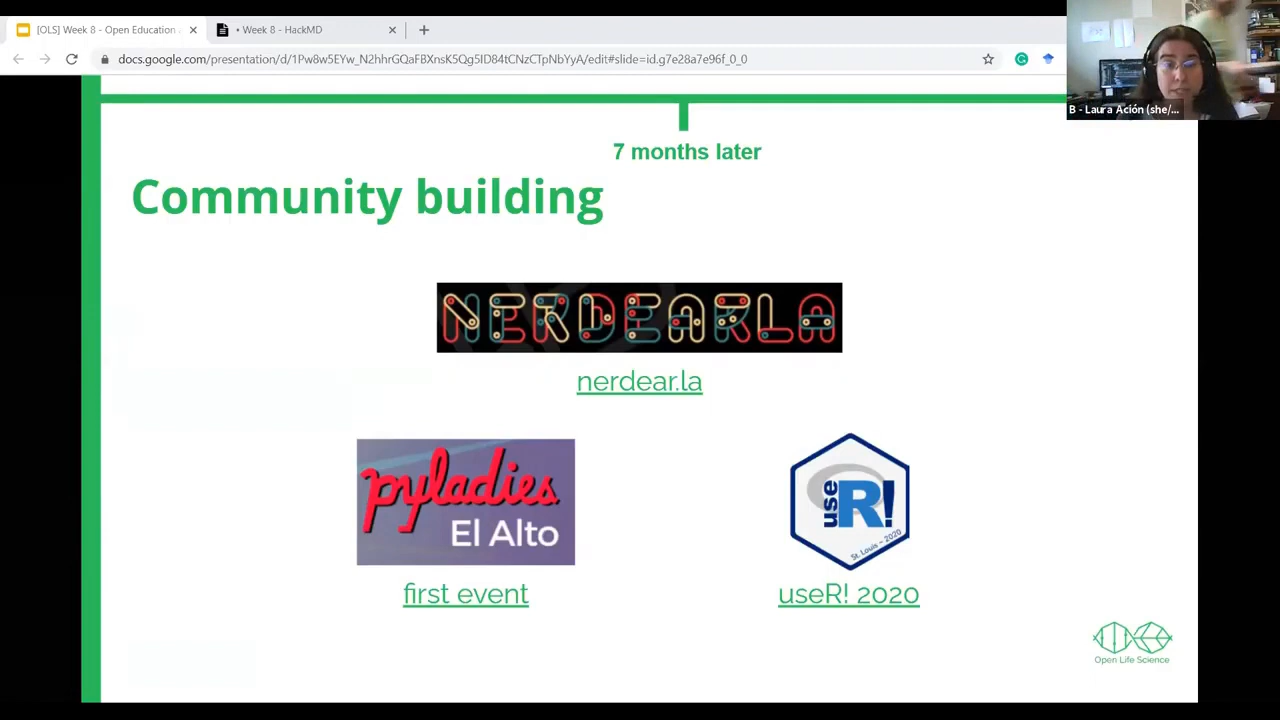 [OLS] Week 8 - Open Education
• Week 8 - HackMD
docs.google.com/presentation/d/1Pw8w5EYw_N2hhrGQaFBXnsK5Qr5ID84tCNzCTpNbYyA/edit#slide=id.g7e28a7e96f_0_0
B - Laura Ación (she/...
7 months later
Community building
NERDEARLA
nerdear.la
pyladies
El Alto
first event
useR!
St. Louis - 2020
useR! 2020
Open Life Science